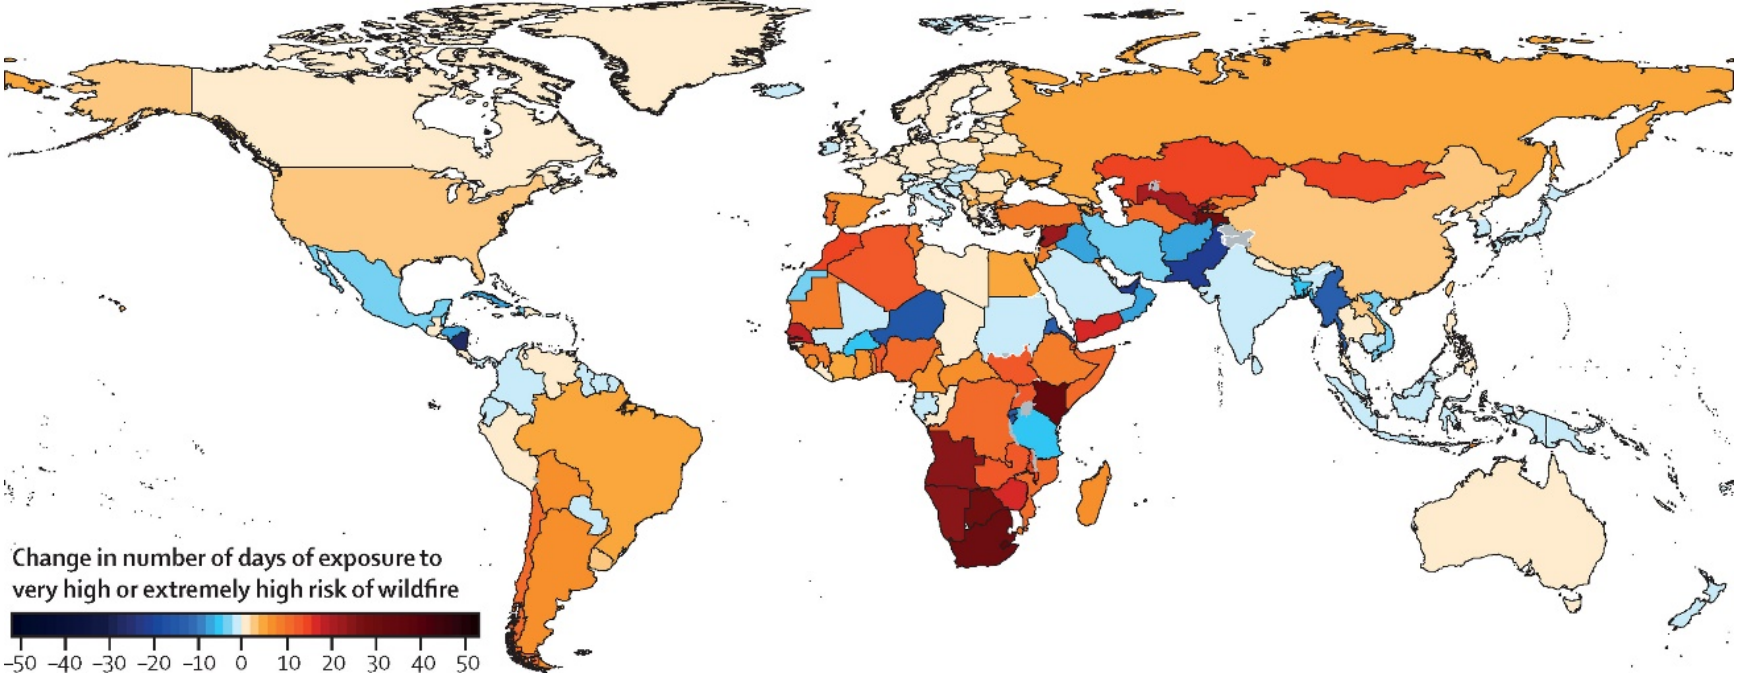 Change in number of days of exposure to
very high or extremely high risk of wildfire
–50 –40 –30 –20 –10 0 10 20 30 40 50